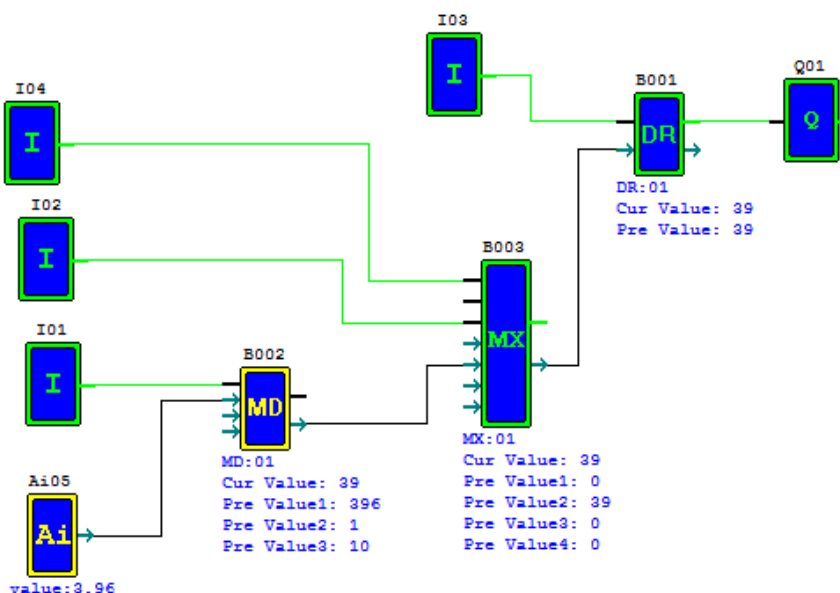 I03
I
I04
I
B001
DR
Q01
Q
DR:01
Cur Value: 39
Pre Value: 39
I02
I
B003
MX
MX:01
Cur Value: 39
Pre Value1: 0
Pre Value2: 39
Pre Value3: 0
Pre Value4: 0
I01
I
B002
MD
MD:01
Cur Value: 39
Pre Value1: 396
Pre Value2: 1
Pre Value3: 10
Ai05
Ai
value:3.96